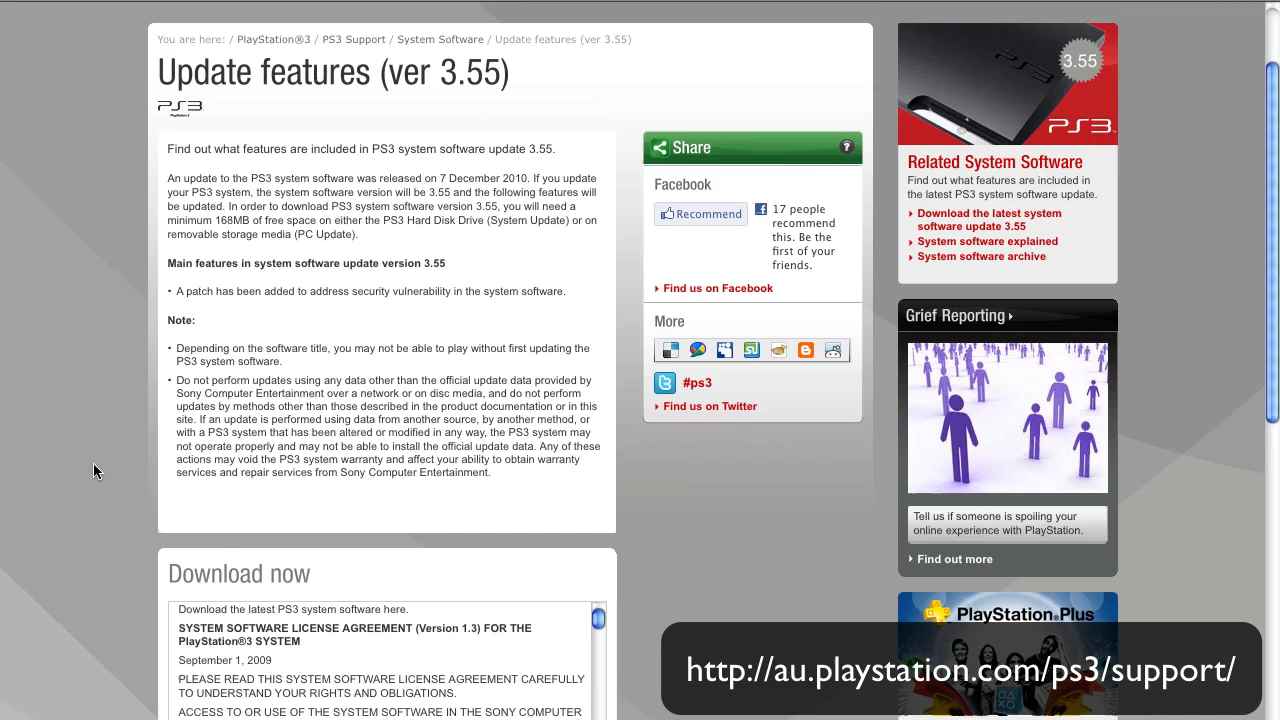 You are here: / PlayStation®3 / PS3 Support / System Software / Update features (ver 3.55)
Update features (ver 3.55)
PS3
PlayStation.3
Find out what features are included in PS3 system software update 3.55.
An update to the PS3 system software was released on 7 December 2010. If you update
your PS3 system, the system software version will be 3.55 and the following features will
be updated. In order to download PS3 system software version 3.55, you will need a
minimum 168MB of free space on either the PS3 Hard Disk Drive (System Update) or on
removable storage media (PC Update).
Main features in system software update version 3.55
• A patch has been added to address security vulnerability in the system software.
Note:
• Depending on the software title, you may not be able to play without first updating the
PS3 system software.
• Do not perform updates using any data other than the official update data provided by
Sony Computer Entertainment over a network or on disc media, and do not perform
updates by methods other than those described in the product documentation or in this
site. If an update is performed using data from another source, by another method, or
with a PS3 system that has been altered or modified in any way, the PS3 system may
not operate properly and may not be able to install the official update data. Any of these
actions may void the PS3 system warranty and affect your ability to obtain warranty
services and repair services from Sony Computer Entertainment.
Download now
Download the latest PS3 system software here.
SYSTEM SOFTWARE LICENSE AGREEMENT (Version 1.3) FOR THE
PlayStation®3 SYSTEM
September 1, 2009
PLEASE READ THIS SYSTEM SOFTWARE LICENSE AGREEMENT CAREFULLY
TO UNDERSTAND YOUR RIGHTS AND OBLIGATIONS.
ACCESS TO OR USE OF THE SYSTEM SOFTWARE IN THE SONY COMPUTER
Share
?
Facebook
Recommend
17 people
recommend
this. Be the
first of your
friends.
Find us on Facebook
More
#ps3
Find us on Twitter
3.55
PS3
PS3
Related System Software
Find out what features are included in
the latest PS3 system software update.
Download the latest system
software update 3.55
System software explained
System software archive
Grief Reporting
Tell us if someone is spoiling your
online experience with PlayStation.
Find out more
PlayStation®Plus
http://au.playstation.com/ps3/support/